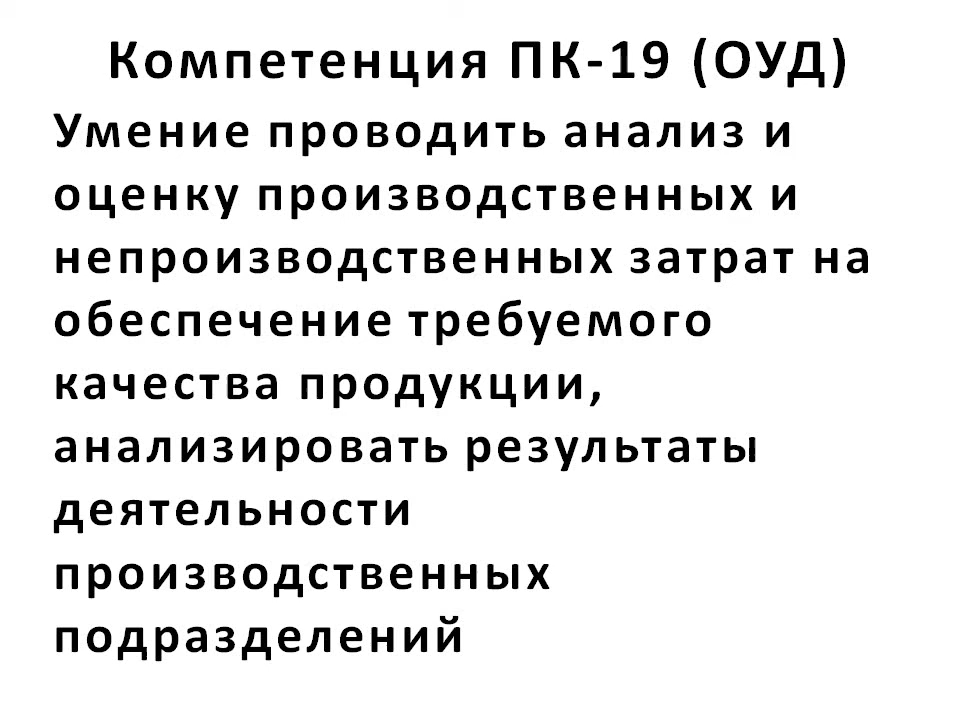 Компетенция ПК-19 (ОУД)
Умение проводить анализ и
оценку производственных и
непроизводственных затрат на
обеспечение требуемого
качества продукции,
анализировать результаты
деятельности
производственных
подразделений